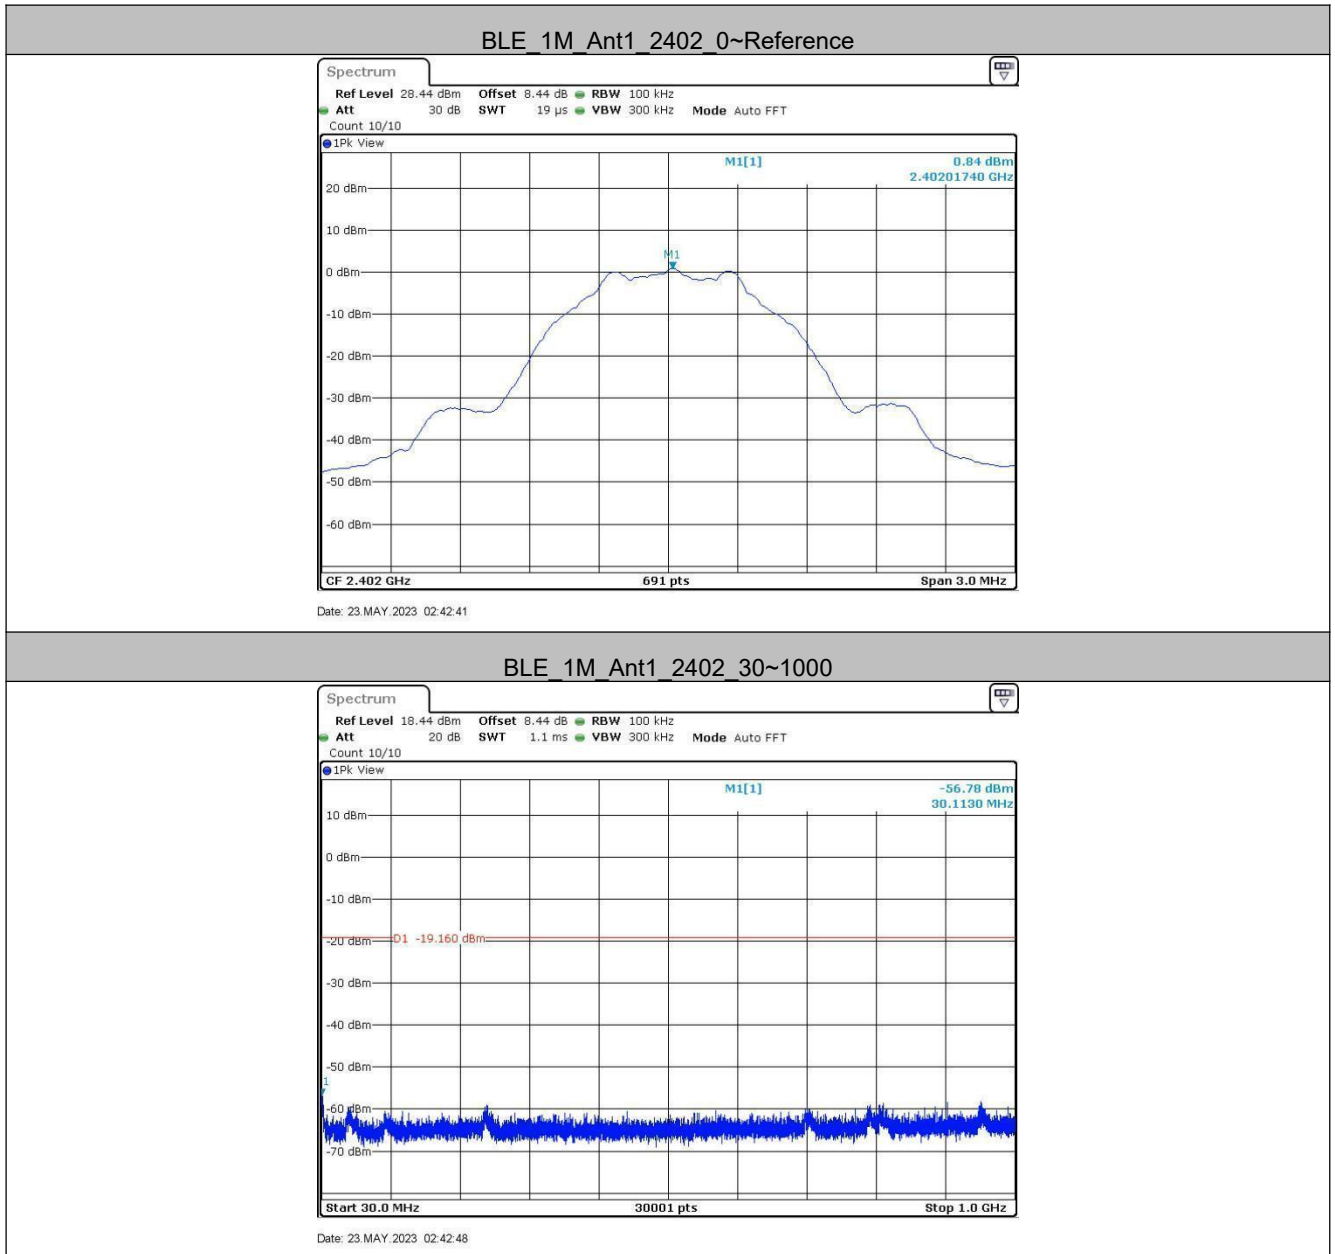 BLE_1M_Ant1_2402_0~Reference
Spectrum
Ref Level 28.44 dBm Offset 8.44 dB RBW 100 kHz
Att 30 dB SWT 19 µs VBW 300 kHz Mode Auto FFT
Count 10/10
1Pk View
M1[1] 0.84 dBm
2.40201740 GHz
20 dBm
10 dBm
M1
0 dBm
-10 dBm
-20 dBm
-30 dBm
-40 dBm
-50 dBm
-60 dBm
CF 2.402 GHz 691 pts Span 3.0 MHz
Date: 23.MAY.2023 02:42:41
BLE_1M_Ant1_2402_30~1000
Spectrum
Ref Level 18.44 dBm Offset 8.44 dB RBW 100 kHz
Att 20 dB SWT 1.1 ms VBW 300 kHz Mode Auto FFT
Count 10/10
1Pk View
M1[1] -56.78 dBm
30.1130 MHz
10 dBm
0 dBm
-10 dBm
-20 dBm D1 -19.160 dBm
-30 dBm
-40 dBm
-50 dBm
1
-60 dBm
-70 dBm
Start 30.0 MHz 30001 pts Stop 1.0 GHz
Date: 23.MAY.2023 02:42:48